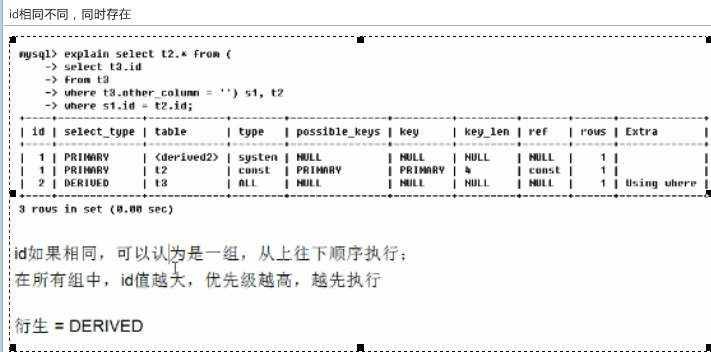 id相同不同，同时存在
mysql> explain select t2.* from (
-> select t3.id
-> from t3
-> where t3.other_column = '') s1, t2
-> where s1.id = t2.id;
| id | select_type | table | type | possible_keys | key | key_len | ref | rows | Extra |
| 1 | PRIMARY | <derived2> | system | NULL | NULL | NULL | NULL | 1 | |
| 1 | PRIMARY | t2 | const | PRIMARY | PRIMARY | 4 | const | 1 | |
| 2 | DERIVED | t3 | ALL | NULL | NULL | NULL | NULL | 1 | Using where |
3 rows in set (0.00 sec)
id如果相同，可以认为是一组，从上往下顺序执行；
在所有组中，id值越大，优先级越高，越先执行
衍生 = DERIVED